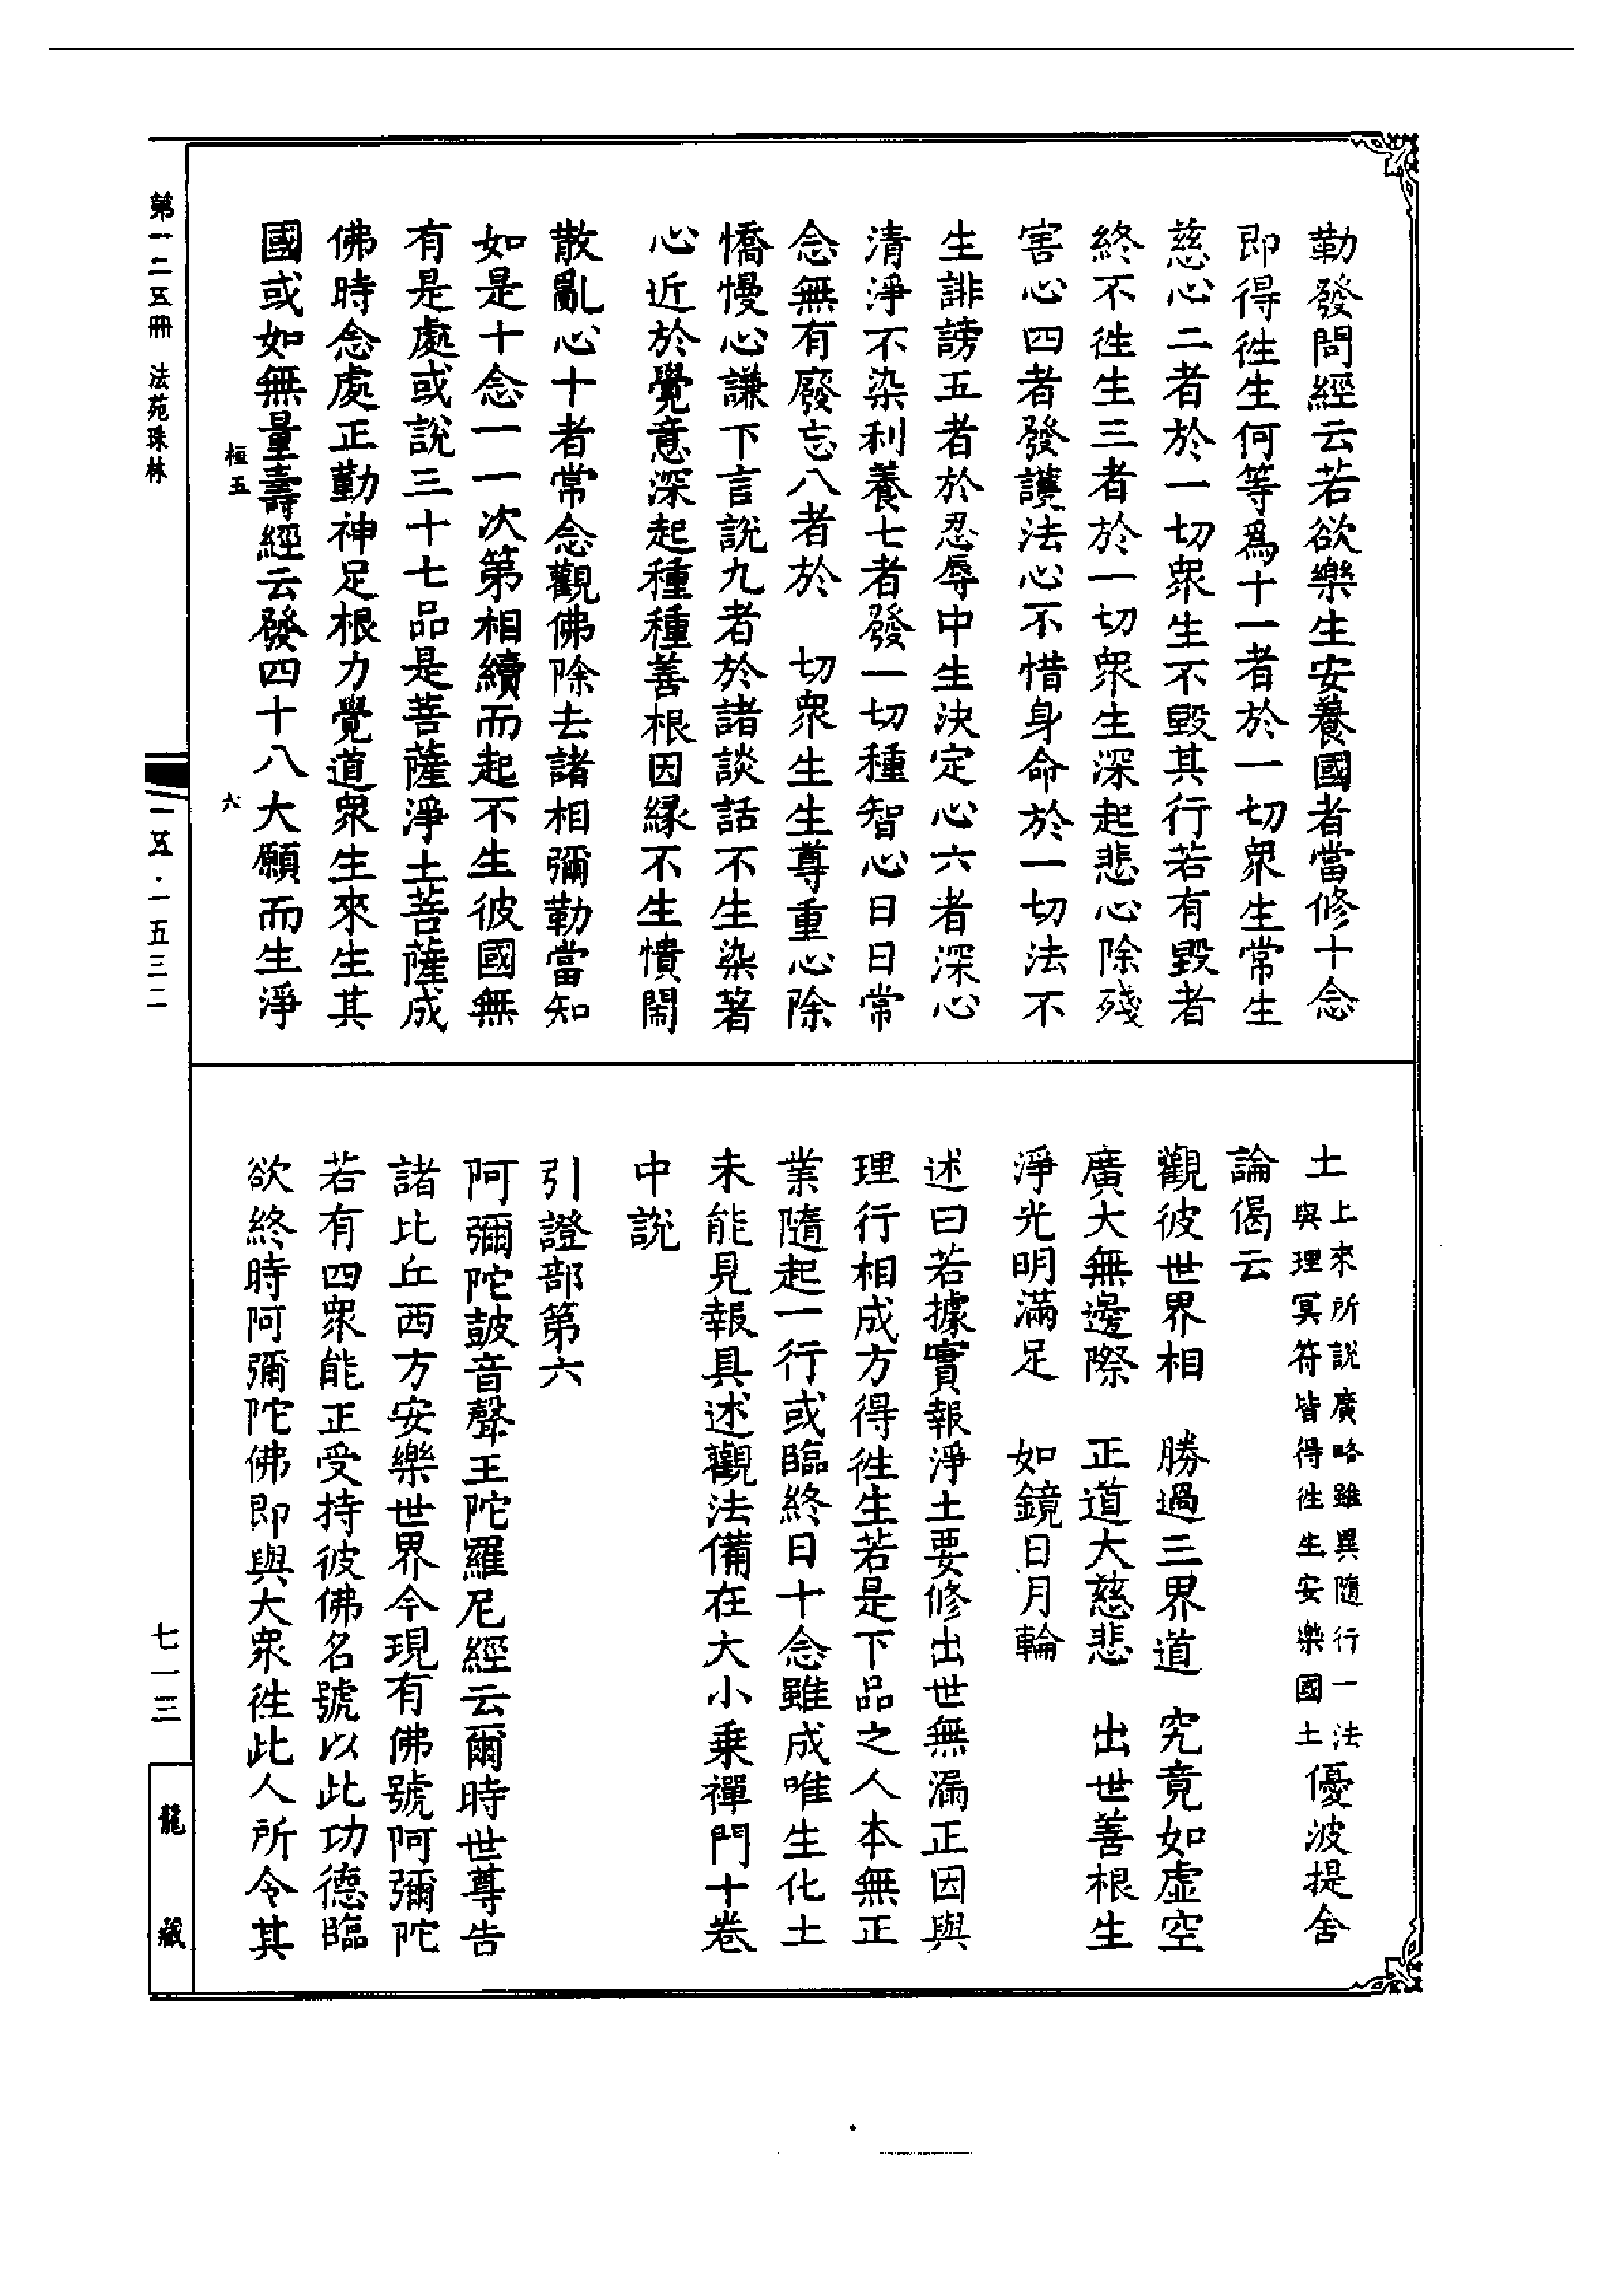 勒發問經云若欲樂生安養國者當修十念
即得徃生何等爲十一者於一切衆生常生
慈心二者於一切衆生不毀其行若有毀者
終不徃生三者於一切衆生深起悲心除殘
害心四者發護法心不惜身命於一切法不
生誹謗五者於忍辱中生決定心六者深心
清淨不染利養七者發一切種智心日日常
念無有廢忘八者於 切衆生生尊重心除
憍慢心謙下言說九者於諸談話不生染著
心近於覺意深起種種善根因緣不生憒鬧
散亂心十者常念觀佛除去諸相彌勒當知
如是十念一一次第相續而起不生彼國無
有是處或說三十七品是菩薩淨土菩薩成
佛時念處正勤神足根力覺道衆生來生其
國或如無量壽經云發四十八大願而生淨
桓五 六
土上來所説廣略雖異隨行一法
與理冥符皆得徃生安樂國土優波提舍
論偈云
觀彼世界相 勝過三界道 究竟如虛空
廣大無邊際 正道大慈悲 出世善根生
淨光明滿足 如鏡日月輪
述曰若據實報淨土要修出世無漏正因與
理行相成方得徃生若是下品之人本無正
業隨起一行或臨終日十念雖成唯生化土
未能見報具述觀法備在大小乗禪門十卷
中說
引證部第六
阿彌陀鼓音聲王陀羅尼經云爾時世尊告
諸比丘西方安樂世界今現有佛號阿彌陀
若有四衆能正受持彼佛名號以此功德臨
欲終時阿彌陀佛即與大衆徃此人所令其
第一二五冊 法苑珠林
一五·一五三二
七一三
龍藏